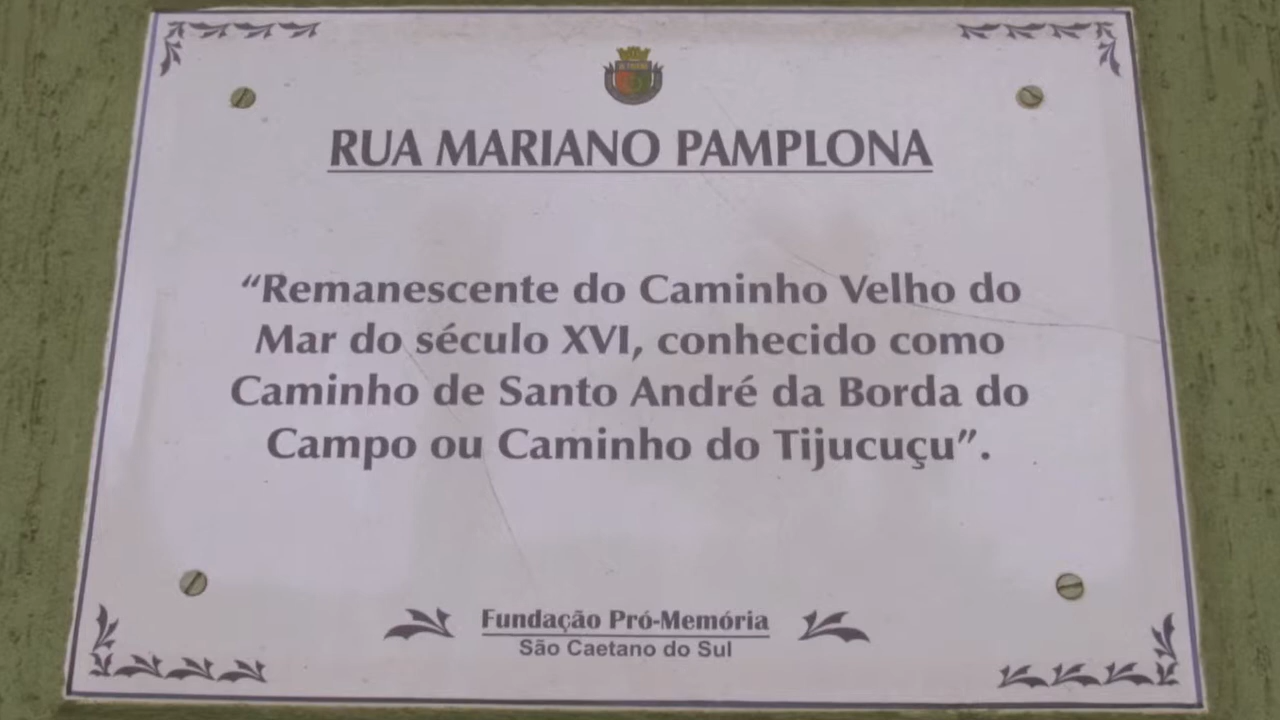 RUA MARIANO PAMPLONA
“Remanescente do Caminho Velho do
Mar do século XVI, conhecido como
Caminho de Santo André da Borda do
Campo ou Caminho do Tijucuçu”.
Fundação Pró-Memória
São Caetano do Sul